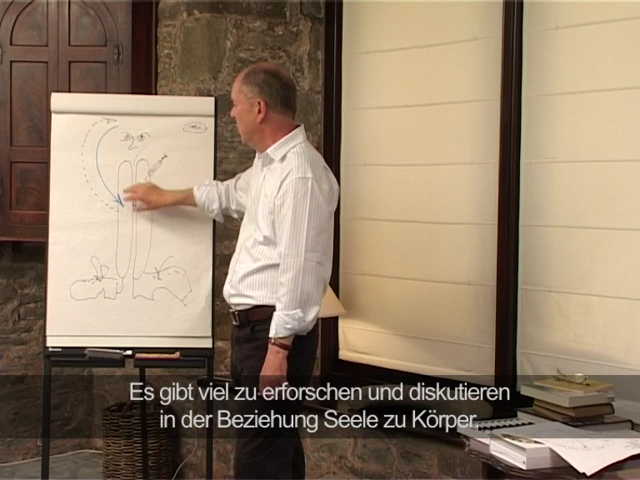 Es gibt viel zu erforschen und diskutieren
in der Beziehung Seele zu Körper,